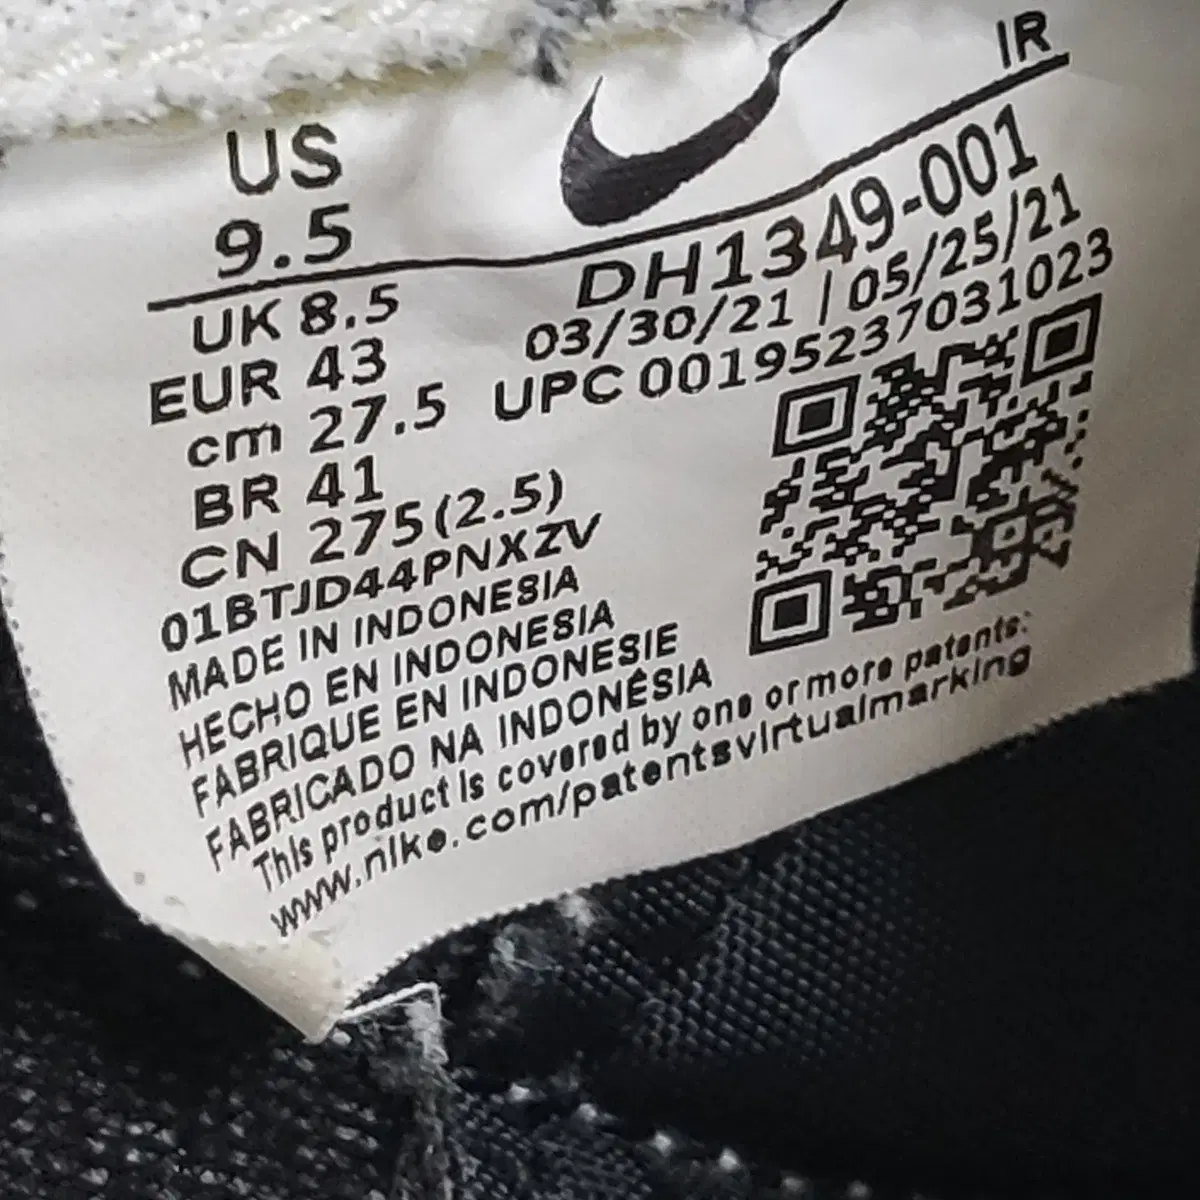 IR
US
9.5
DH1349-001
03/30/21 | 05/25/21
UPC 00195237031023
UK 8.5
EUR 43
cm 27.5
BR 41
CN 275(2.5)
01BTJD44PNXZV
MADE IN INDONESIA
HECHO EN INDONESIA
FABRIQUE EN INDONESIE
FABRICADO NA INDONÉSIA
This product is covered by one or more patents:
www.nike.com/patentsvirtualmarking